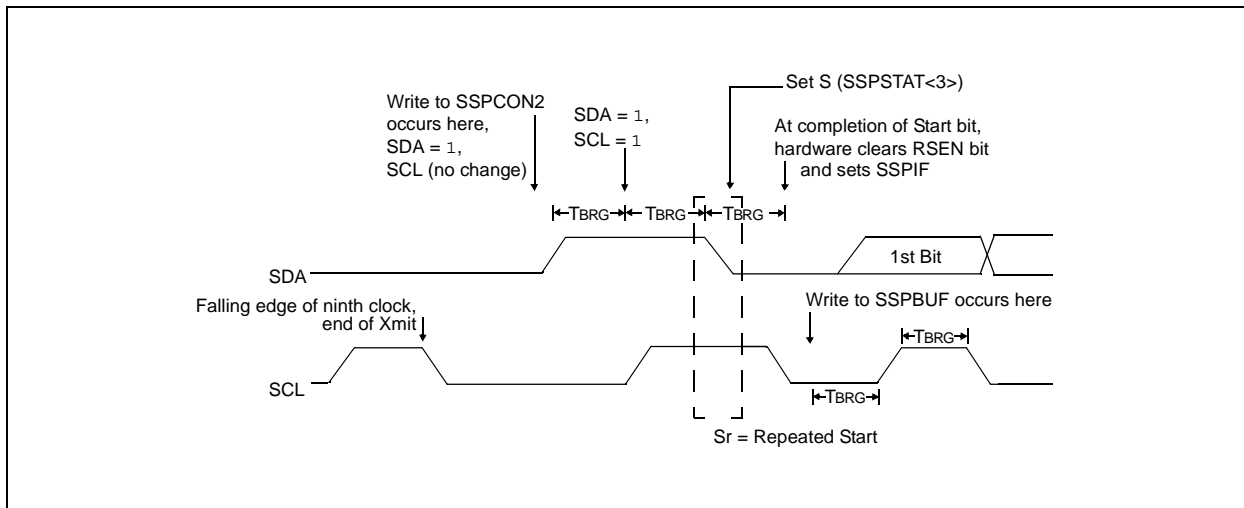 Set S (SSPSTAT<3>)
Write to SSPCON2
occurs here,
SDA = 1,
SCL (no change)
SDA = 1,
SCL = 1
At completion of Start bit,
hardware clears RSEN bit
and sets SSPIF
TBRG
TBRG
TBRG
SDA
1st Bit
Falling edge of ninth clock,
end of Xmit
Write to SSPBUF occurs here
TBRG
SCL
TBRG
Sr = Repeated Start